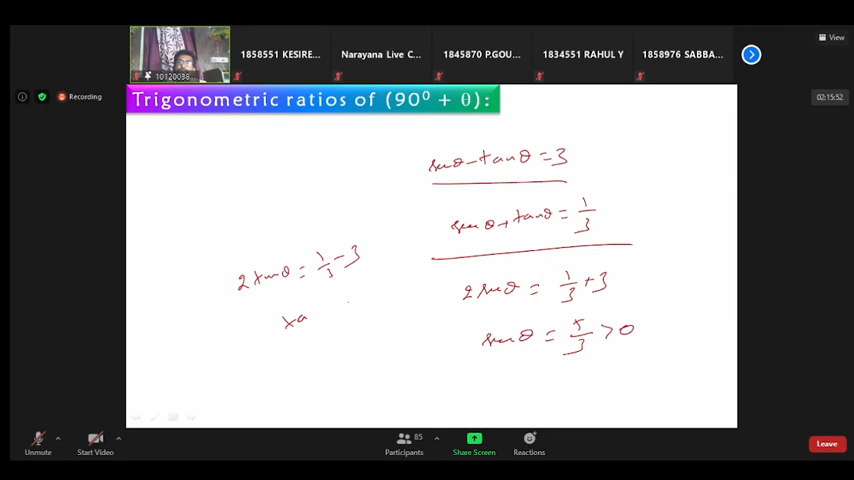 View
1858551 KESIRE...
Narayana Live C...
1845870 P.GOU...
1834551 RAHUL Y
1858976 SABBA...
10120038...
Recording
02:15:52
Trigonometric ratios of (90⁰ + θ):
secθ - tanθ = 3
secθ + tanθ = 1/3
2 tanθ = 1/3 - 3
2 secθ = 1/3 + 3
ta
secθ = 5/3 > 0
Unmute
Start Video
85
Participants
Share Screen
Reactions
Leave